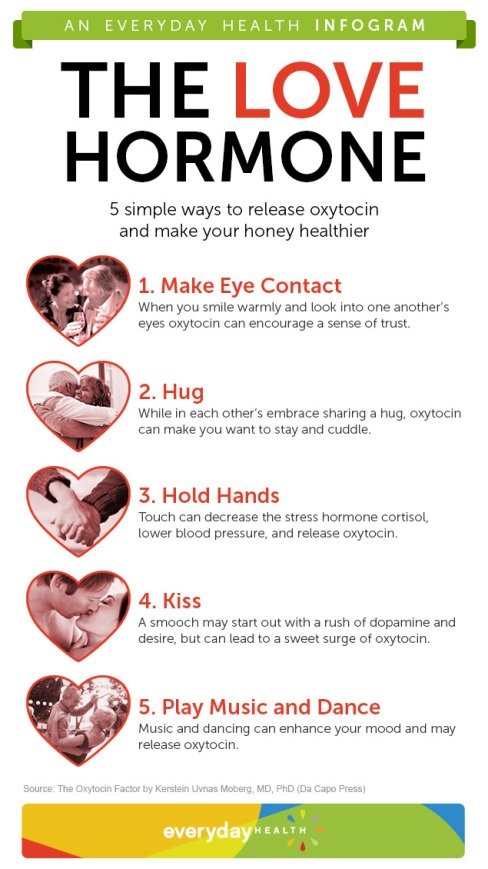 AN EVERYDAY HEALTH INFOGRAM
THE LOVE
HORMONE
5 simple ways to release oxytocin
and make your honey healthier
1. Make Eye Contact
When you smile warmly and look into one another's
eyes oxytocin can encourage a sense of trust.
2. Hug
While in each other's embrace sharing a hug, oxytocin
can make you want to stay and cuddle.
3. Hold Hands
Touch can decrease the stress hormone cortisol,
lower blood pressure, and release oxytocin.
4. Kiss
A smooch may start out with a rush of dopamine and
desire, but can lead to a sweet surge of oxytocin.
5. Play Music and Dance
Music and dancing can enhance your mood and may
release oxytocin.
Source: The Oxytocin Factor by Kerstein Uvnas Moberg, MD, PhD (Da Capo Press)
everyday HEALTH